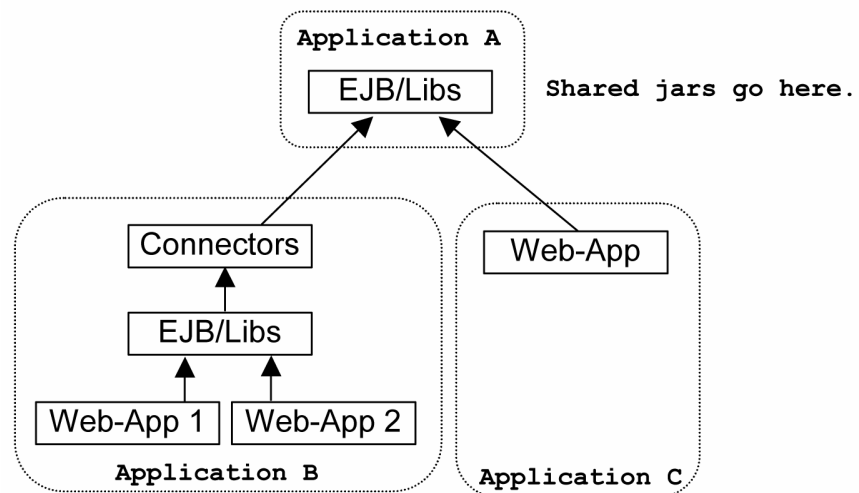 Application A
EJB/Libs
Shared jars go here.
Connectors
Web-App
EJB/Libs
Web-App 1
Web-App 2
Application B
Application C